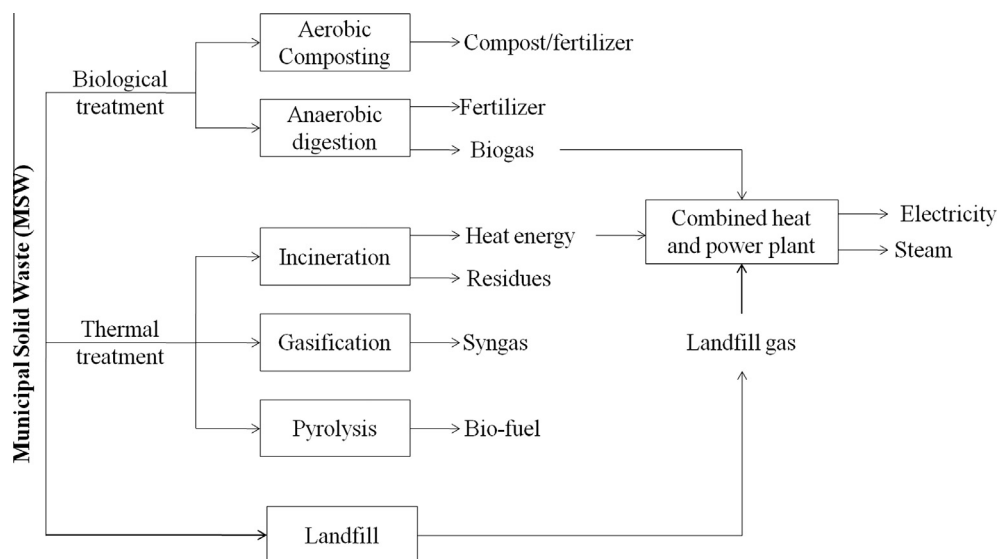 Municipal Solid Waste (MSW)
Biological
treatment
Aerobic
Composting
Compost/fertilizer
Anaerobic
digestion
Fertilizer
Biogas
Thermal
treatment
Incineration
Heat energy
Residues
Gasification
Syngas
Pyrolysis
Bio-fuel
Landfill
Landfill gas
Combined heat
and power plant
Electricity
Steam